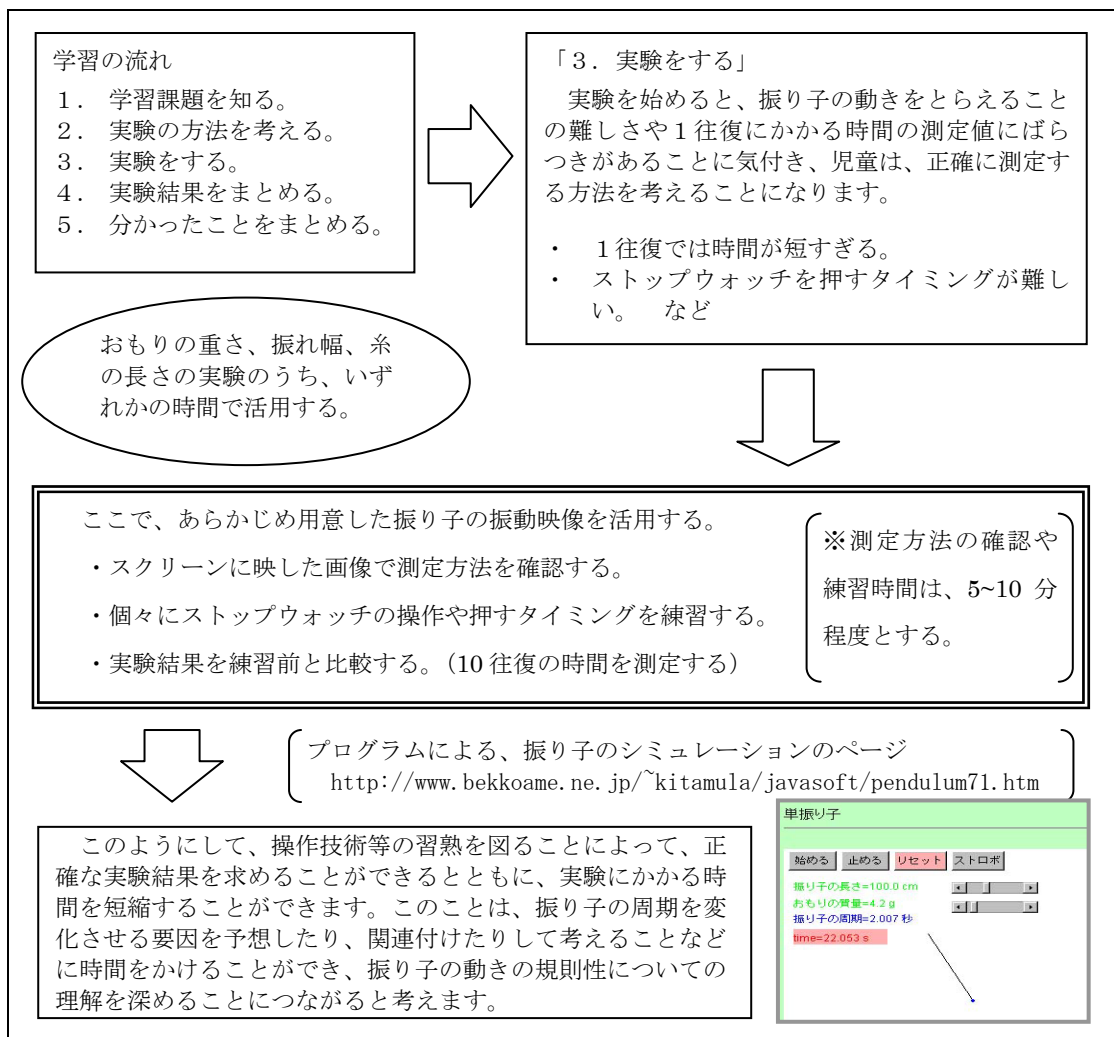 学習の流れ
1. 学習課題を知る。
2. 実験の方法を考える。
3. 実験をする。
4. 実験結果をまとめる。
5. 分かったことをまとめる。
「3.実験をする」
実験を始めると、振り子の動きをとらえること
の難しさや1往復にかかる時間の測定値にばら
つきがあることに気付き、児童は、正確に測定す
る方法を考えることになります。
・ 1往復では時間が短すぎる。
・ ストップウォッチを押すタイミングが難し
い。 など
おもりの重さ、振れ幅、糸
の長さの実験のうち、いず
れかの時間で活用する。
ここで、あらかじめ用意した振り子の振動映像を活用する。
・スクリーンに映した画像で測定方法を確認する。
・個々にストップウォッチの操作や押すタイミングを練習する。
・実験結果を練習前と比較する。(10往復の時間を測定する)
※測定方法の確認や
練習時間は、5~10 分
程度とする。
プログラムによる、振り子のシミュレーションのページ
http://www.bekkoame.ne.jp/~kitamula/javasoft/pendulum71.htm
このようにして、操作技術等の習熟を図ることによって、正
確な実験結果を求めることができるとともに、実験にかかる時
間を短縮することができます。このことは、振り子の周期を変
化させる要因を予想したり、関連付けたりして考えることなど
に時間をかけることができ、振り子の動きの規則性についての
理解を深めることにつながると考えます。
単振り子
始める 止める リセット ストロボ
振り子の長さ=100.0 cm
おもりの質量=4.2 g
振り子の周期=2.007 秒
time=22.053 s